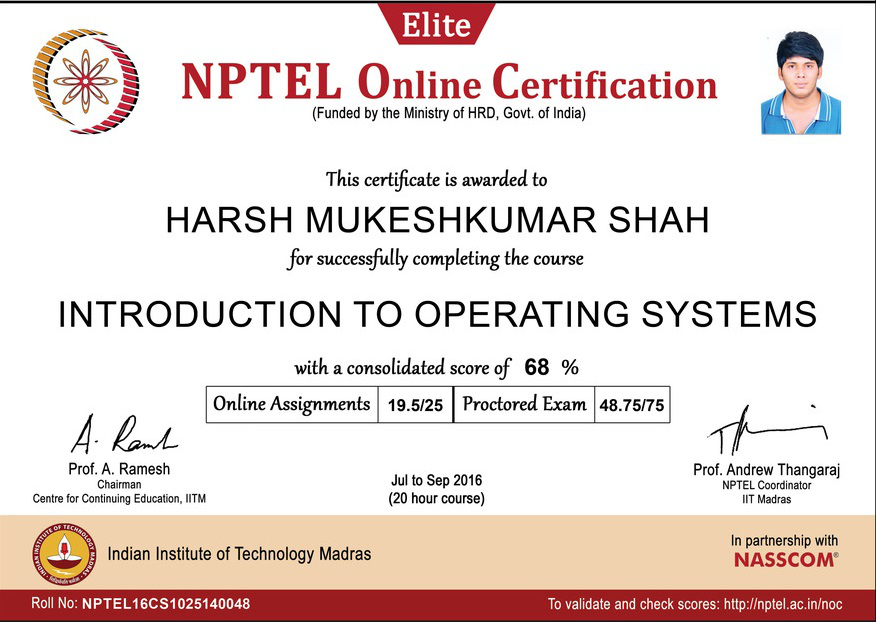 Elite
NPTEL Online Certification
(Funded by the Ministry of HRD, Govt. of India)
This certificate is awarded to
HARSH MUKESHKUMAR SHAH
for successfully completing the course
INTRODUCTION TO OPERATING SYSTEMS
with a consolidated score of 68 %
Online Assignments 19.5/25 Proctored Exam 48.75/75
A. Ramesh
Prof. A. Ramesh
Chairman
Centre for Continuing Education, IITM
Jul to Sep 2016
(20 hour course)
Prof. Andrew Thangaraj
NPTEL Coordinator
IIT Madras
INDIAN INSTITUTE OF TECHNOLOGY MADRAS
Indian Institute of Technology Madras
In partnership with
NASSCOM®
Roll No: NPTEL16CS1025140048
To validate and check scores: http://nptel.ac.in/noc